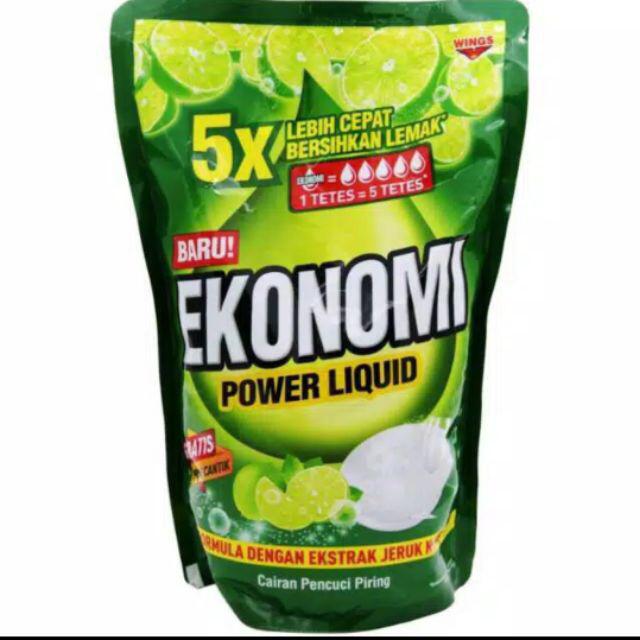 WINGS
5X LEBIH CEPAT
BERSIHKAN LEMAK*
EKONOMI =
1 TETES = 5 TETES*
BARU!
EKONOMI
POWER LIQUID
CANTIK
DENGAN EKSTRAK JERUK
Cairan Pencuci Piring